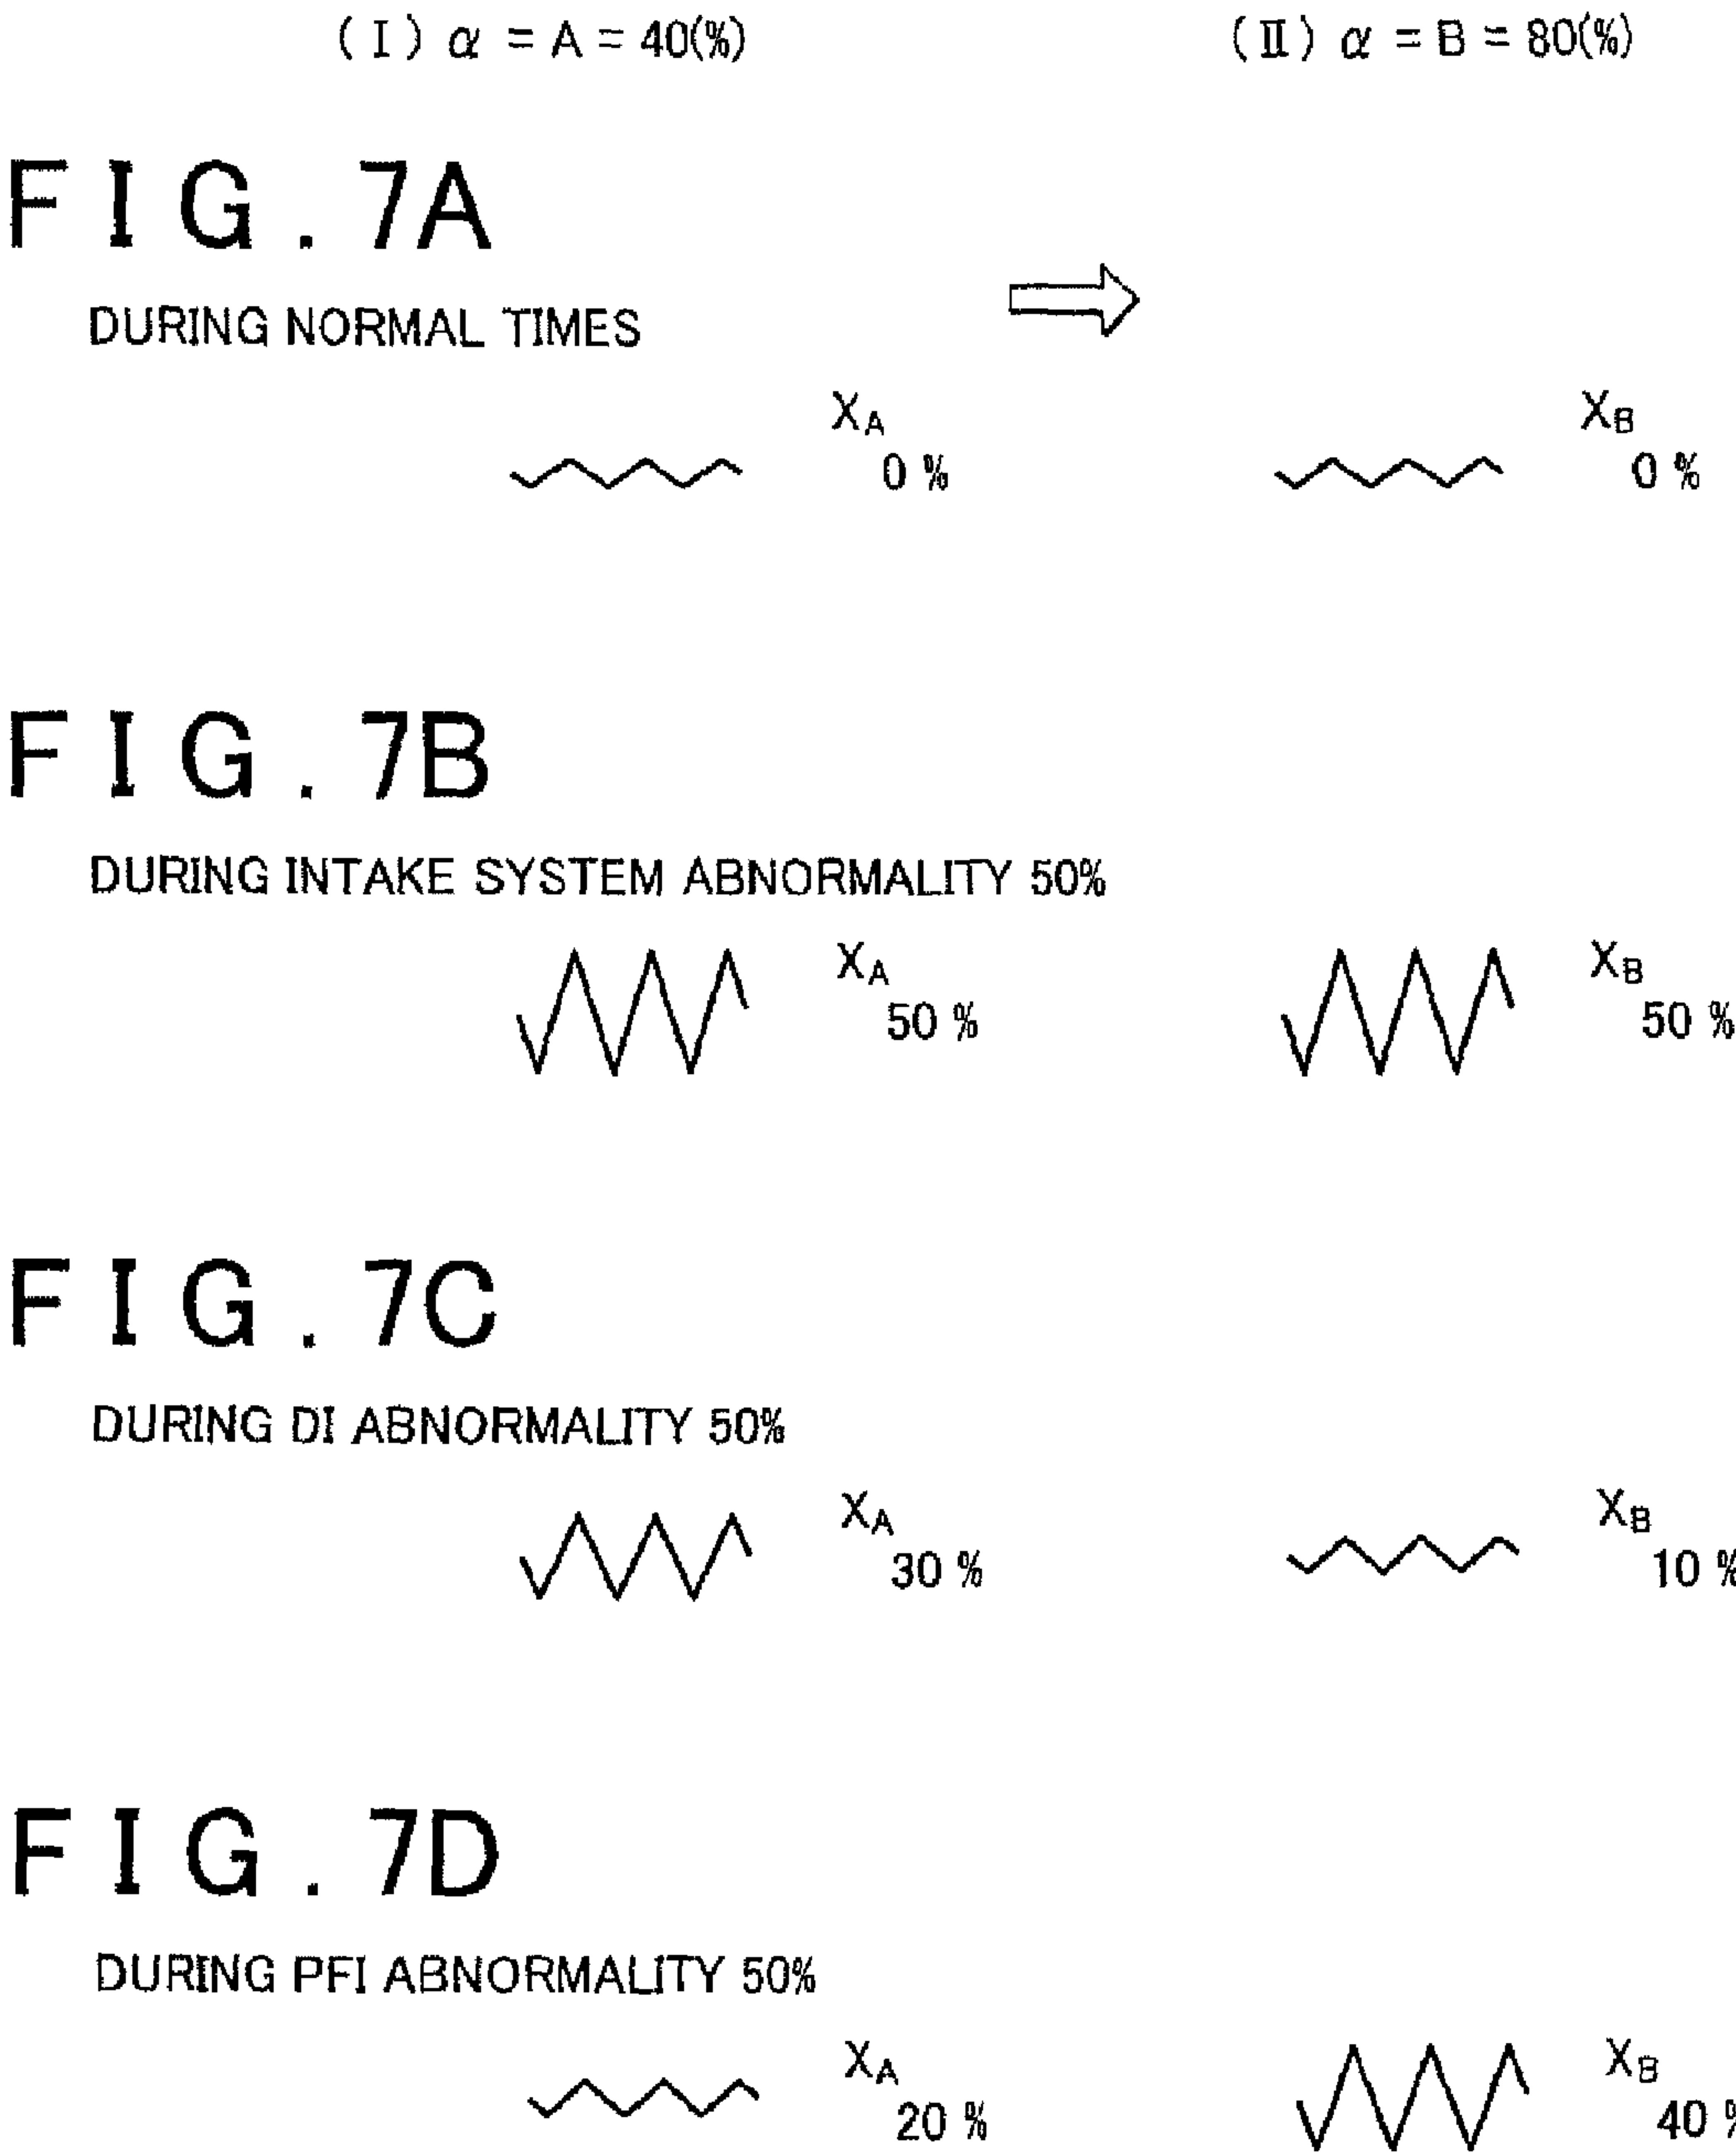 (I) α = A = 40(%) (II) α = B = 80(%)
FIG. 7A
DURING NORMAL TIMES
XA XB
0 % 0 %
FIG. 7B
DURING INTAKE SYSTEM ABNORMALITY 50%
XA XB
50 % 50 %
FIG. 7C
DURING DI ABNORMALITY 50%
XA XB
30 % 10 %
FIG. 7D
DURING PFI ABNORMALITY 50%
XA XB
20 % 40 %